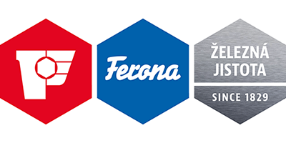 Ferona
ŽELEZNÁ
JISTOTA
SINCE 1829